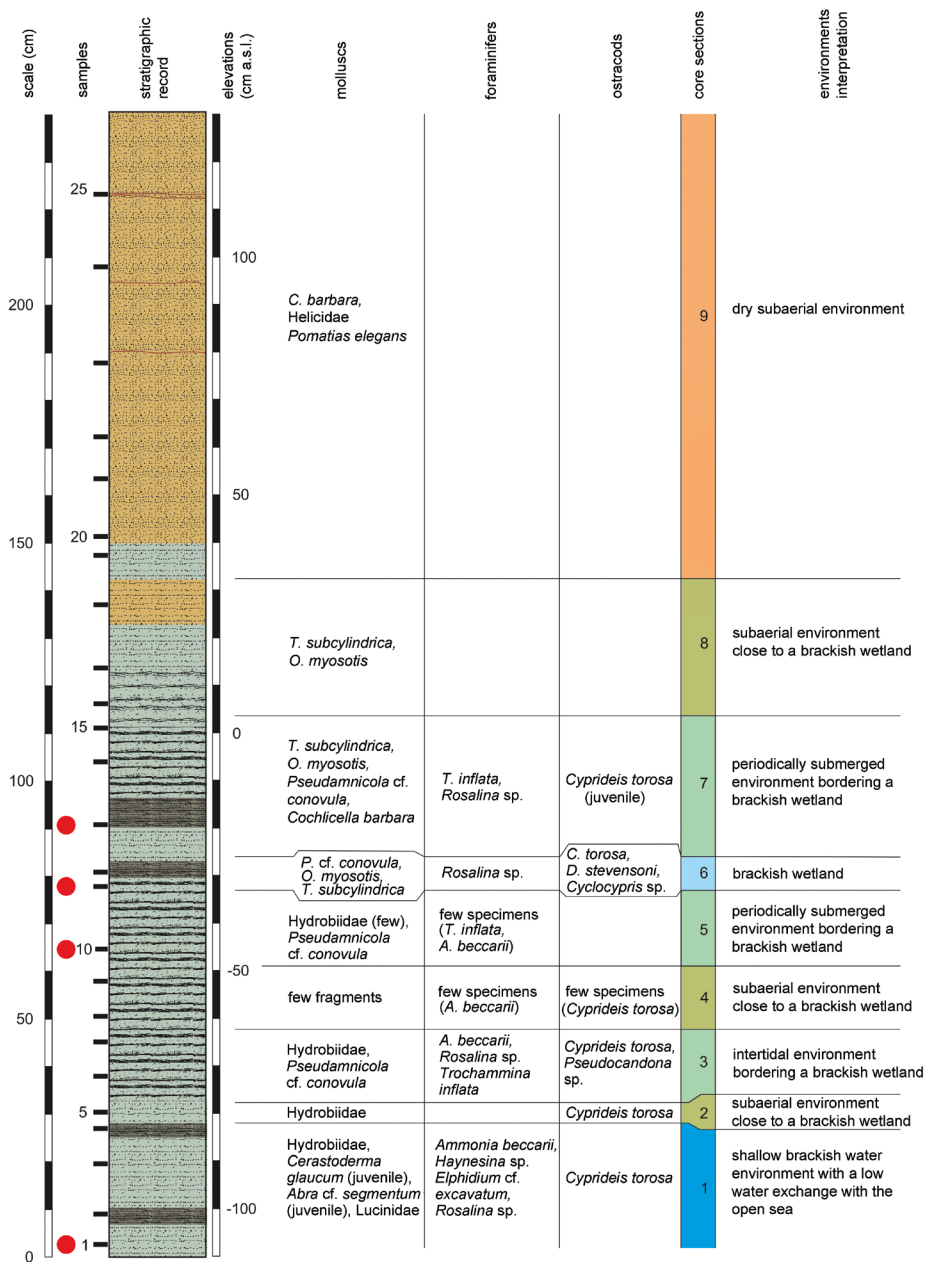 scale (cm)
samples
stratigraphic
record
elevations
(cm a.s.l.)
molluscs
foraminifers
ostracods
core sections
environments
interpretation
25
100
200
C. barbara,
Helicidae
Pomatias elegans
9
dry subaerial environment
50
20
150
T. subcylindrica,
O. myosotis
8
subaerial environment
close to a brackish wetland
15
0
100
T. subcylindrica,
O. myosotis,
Pseudamnicola cf.
conovula,
Cochlicella barbara
T. inflata,
Rosalina sp.
Cyprideis torosa
(juvenile)
7
periodically submerged
environment bordering a
brackish wetland
P. cf. conovula,
O. myosotis,
T. subcylindrica
Rosalina sp.
C. torosa,
D. stevensoni,
Cyclocypris sp.
6
brackish wetland
10
-50
Hydrobiidae (few),
Pseudamnicola
cf. conovula
few specimens
(T. inflata,
A. beccarii)
5
periodically submerged
environment bordering a
brackish wetland
50
few fragments
few specimens
(A. beccarii)
few specimens
(Cyprideis torosa)
4
subaerial environment
close to a brackish wetland
Hydrobiidae,
Pseudamnicola
cf. conovula
A. beccarii,
Rosalina sp.
Trochammina
inflata
Cyprideis torosa,
Pseudocandona
sp.
3
intertidal environment
bordering a brackish wetland
5
Hydrobiidae
Cyprideis torosa
2
subaerial environment
close to a brackish wetland
-100
Hydrobiidae,
Cerastoderma
glaucum (juvenile),
Abra cf. segmentum
(juvenile), Lucinidae
Ammonia beccarii,
Haynesina sp.
Elphidium cf.
excavatum,
Rosalina sp.
Cyprideis torosa
1
shallow brackish water
environment with a low
water exchange with the
open sea
1
0